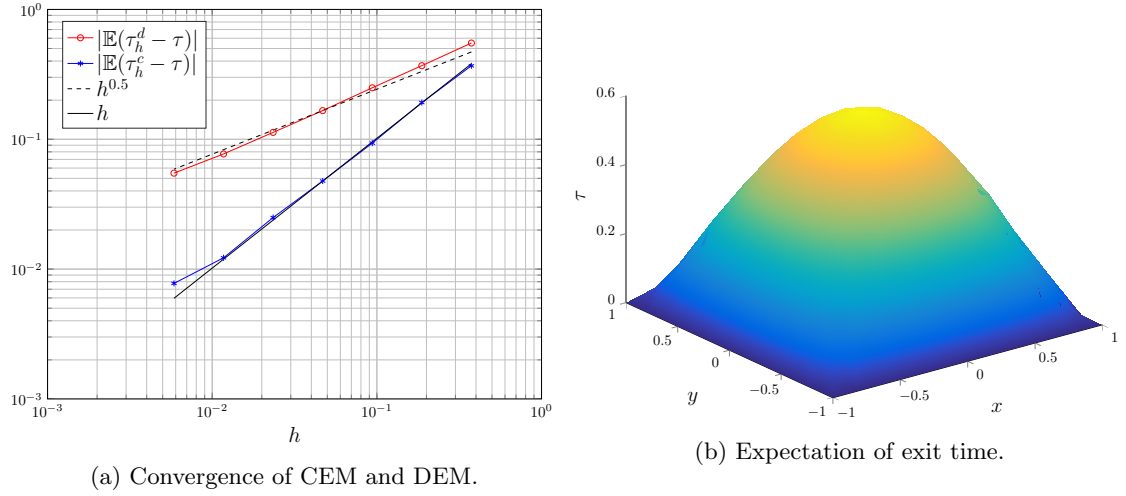 10^0
10^{-1}
10^{-2}
10^{-3}
|𝔼(τ_h^d − τ)|
|𝔼(τ_h^c − τ)|
h^{0.5}
h
10^{-3} 10^{-2} 10^{-1} 10^0
h
(a) Convergence of CEM and DEM.
0.6
0.4
τ
0.2
0
1
0.5
0
−0.5
−1
y
−1
−0.5
0
0.5
1
x
(b) Expectation of exit time.